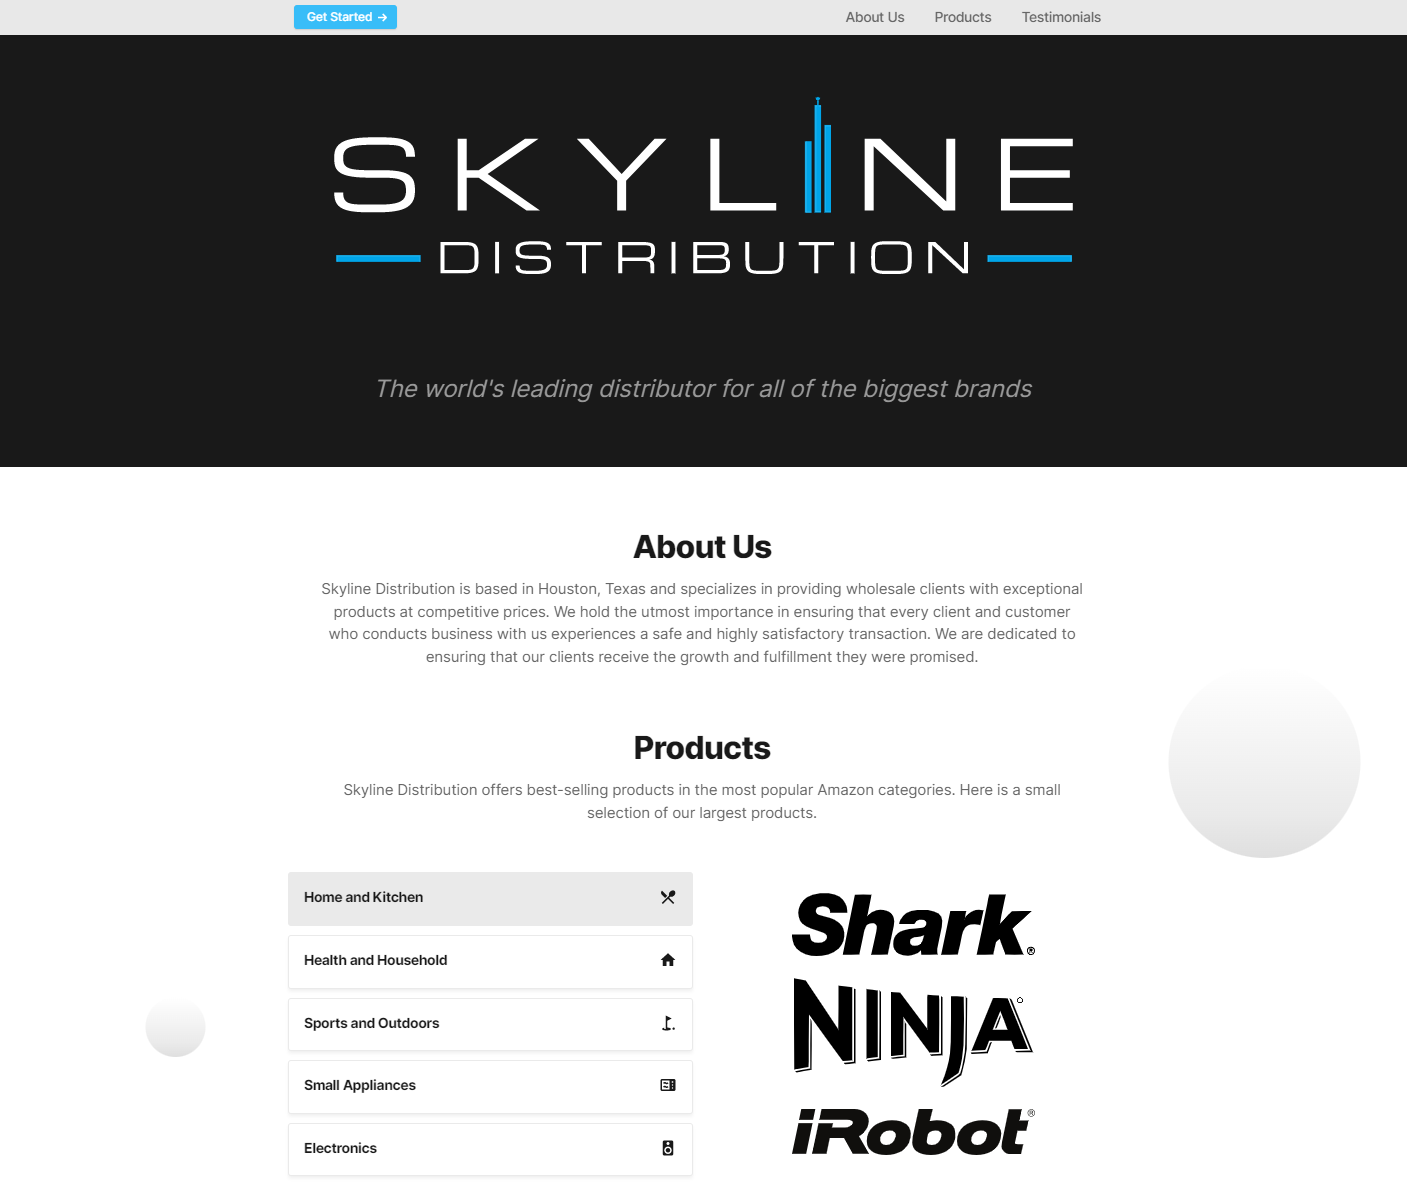 Get Started →
About Us Products Testimonials
SKYLINE
DISTRIBUTION
The world's leading distributor for all of the biggest brands
About Us
Skyline Distribution is based in Houston, Texas and specializes in providing wholesale clients with exceptional
products at competitive prices. We hold the utmost importance in ensuring that every client and customer
who conducts business with us experiences a safe and highly satisfactory transaction. We are dedicated to
ensuring that our clients receive the growth and fulfillment they were promised.
Products
Skyline Distribution offers best-selling products in the most popular Amazon categories. Here is a small
selection of our largest products.
Home and Kitchen
Health and Household
Sports and Outdoors
Small Appliances
Electronics
Shark®
NINJA
iRobot®